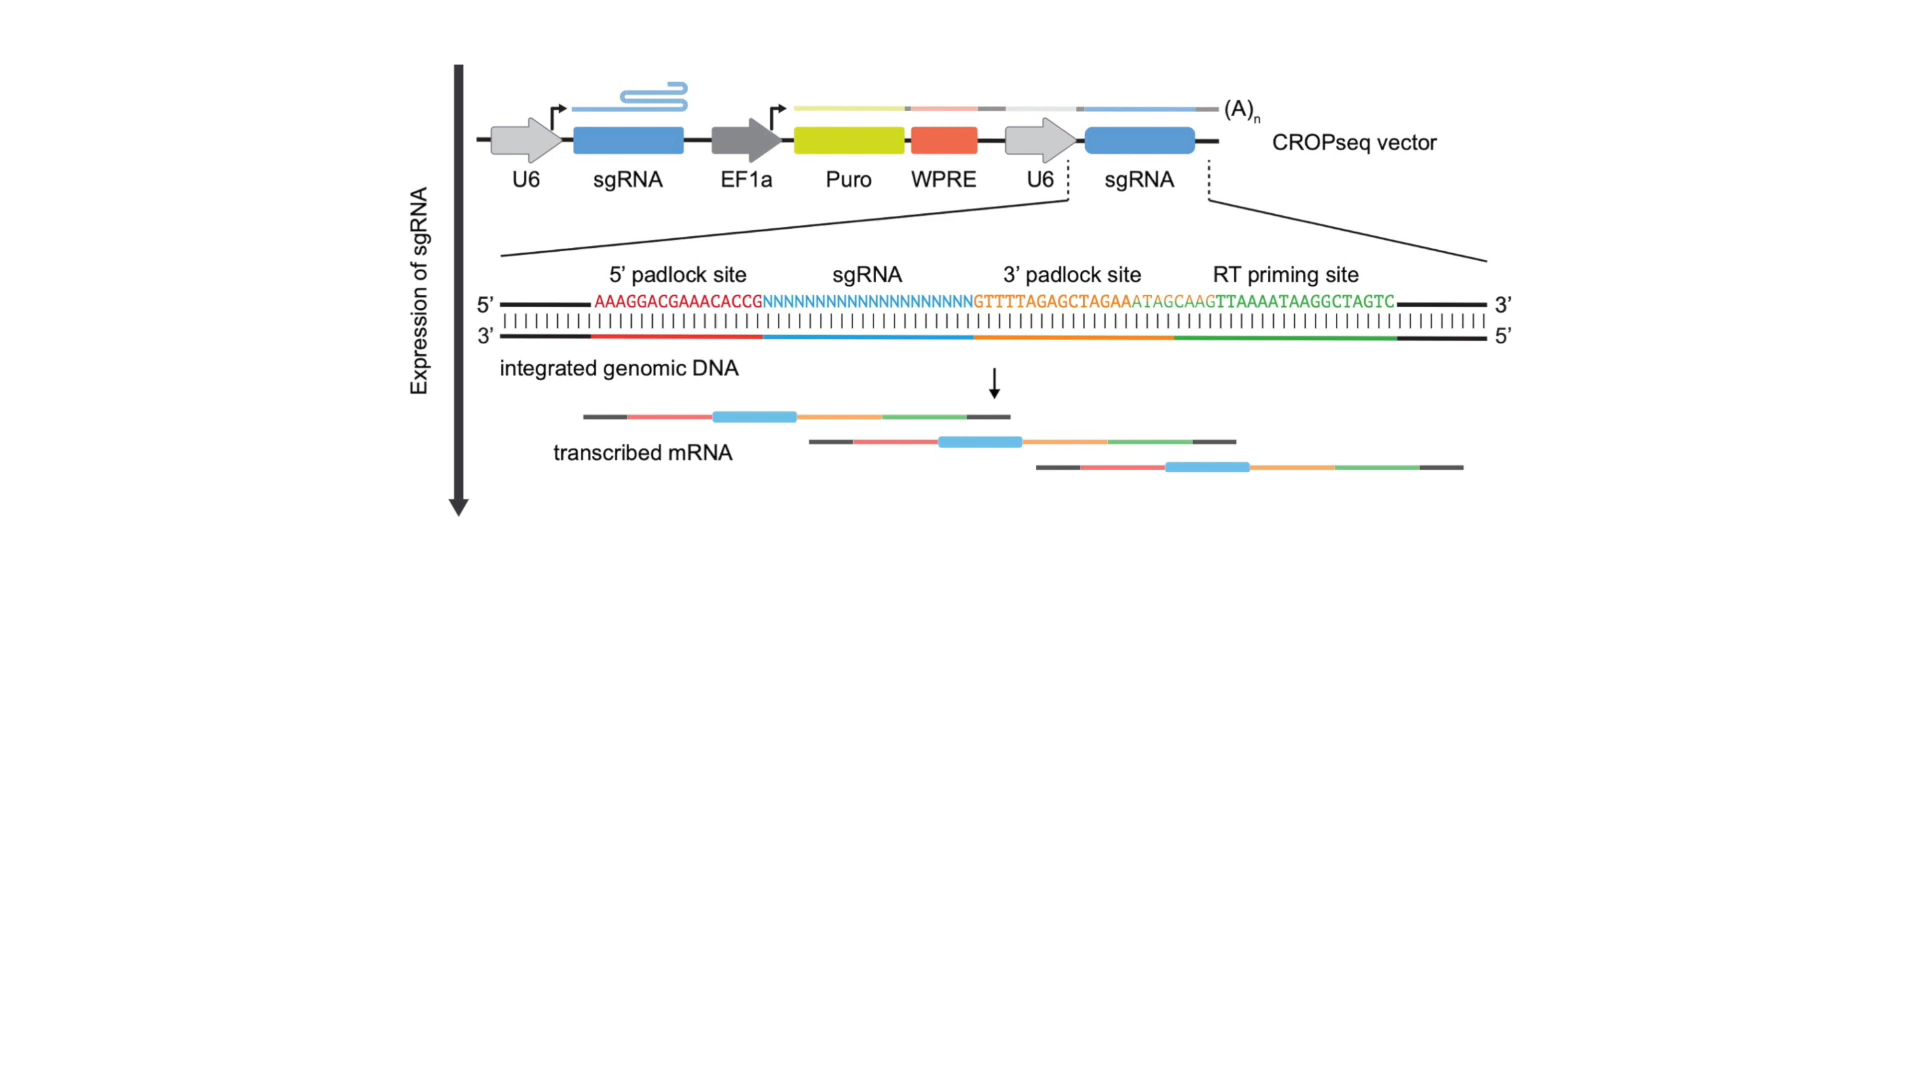 Expression of sgRNA
(A)n
CROPseq vector
U6 sgRNA EF1a Puro WPRE U6 sgRNA
5’ padlock site sgRNA 3’ padlock site RT priming site
5’ AAAGGACGAAACACCGNNNNNNNNNNNNNNNNNNNNGTTTTAGAGCTAGAAATAGCAAGTTAAAATAAGGCTAGTC 3’
3’ 5’
integrated genomic DNA
transcribed mRNA